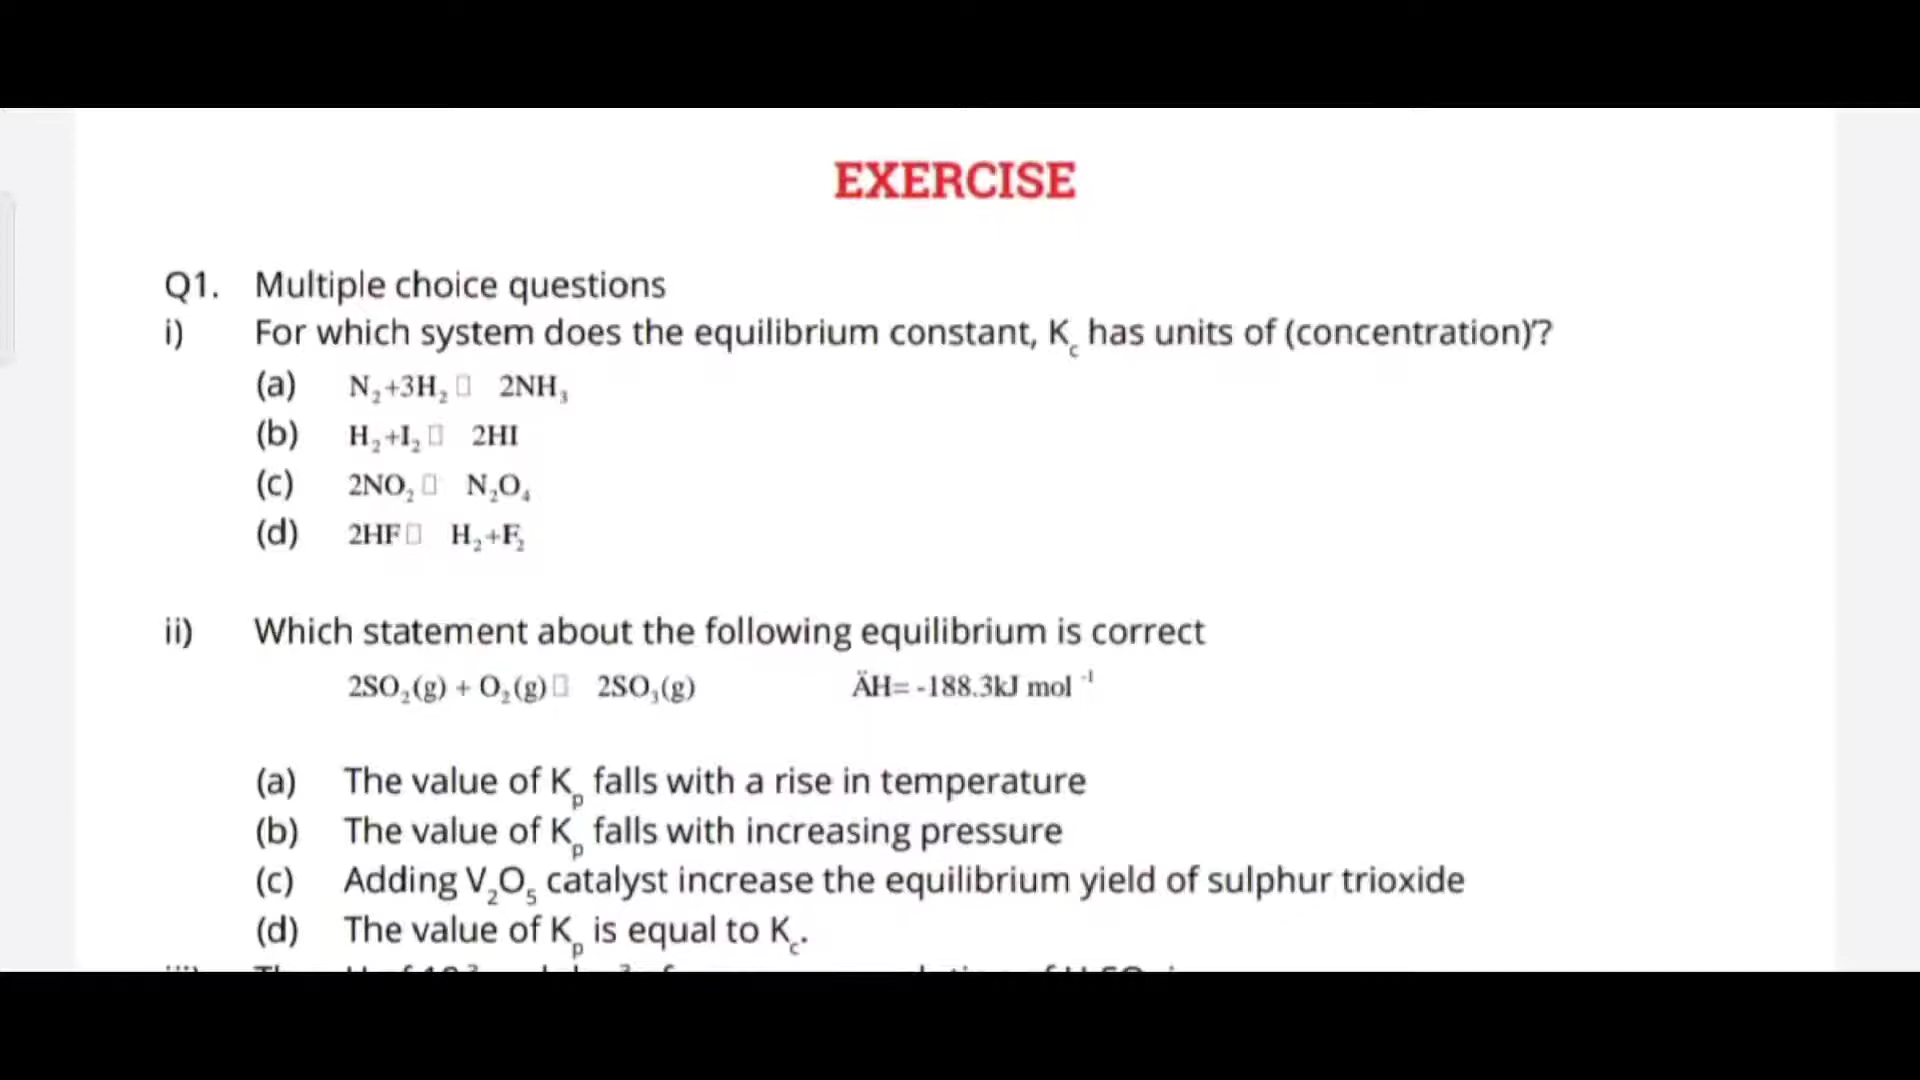 EXERCISE
Q1. Multiple choice questions
i) For which system does the equilibrium constant, K꜀ has units of (concentration)'?
(a) N₂+3H₂ 2NH₃
(b) H₂+I₂ 2HI
(c) 2NO₂ N₂O₄
(d) 2HF H₂+F₂
ii) Which statement about the following equilibrium is correct
2SO₂(g) + O₂(g) 2SO₃(g) ÄH= -188.3kJ mol ⁻¹
(a) The value of Kₚ falls with a rise in temperature
(b) The value of Kₚ falls with increasing pressure
(c) Adding V₂O₅ catalyst increase the equilibrium yield of sulphur trioxide
(d) The value of Kₚ is equal to K꜀.